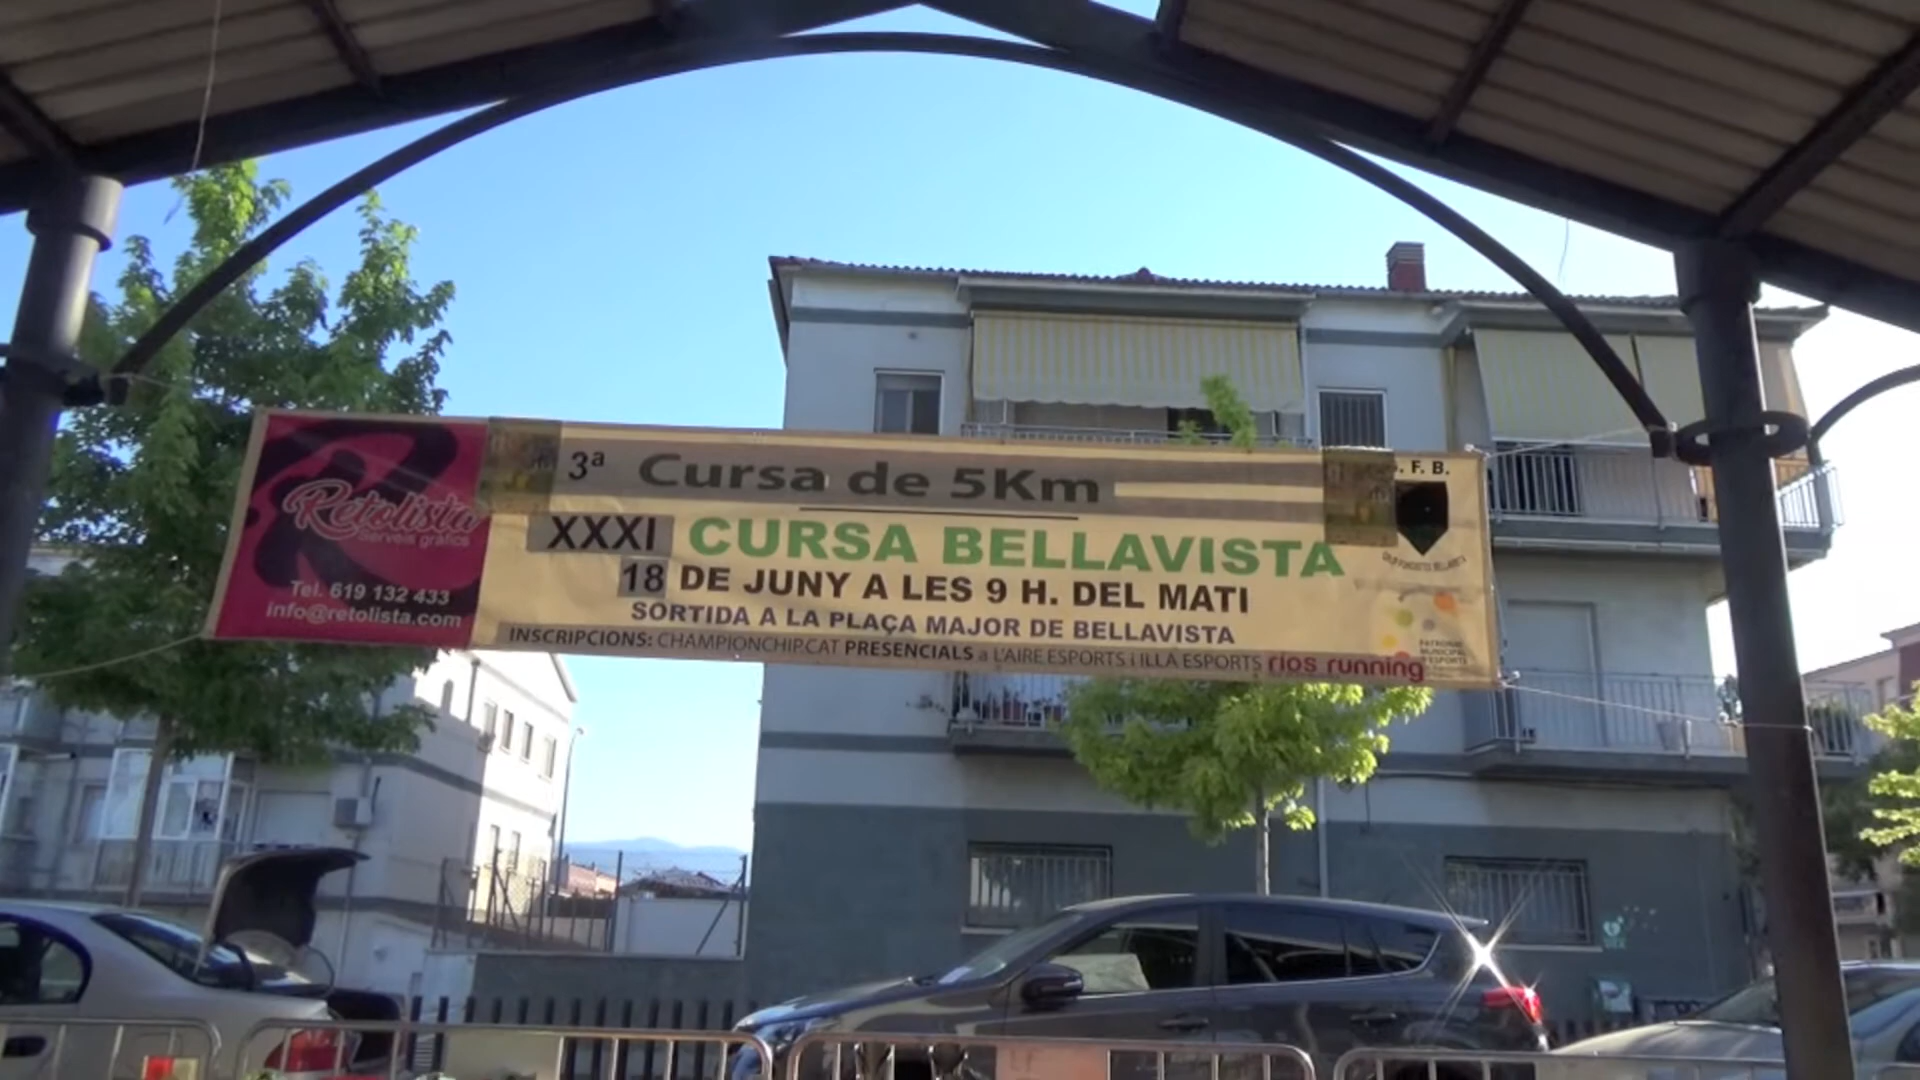 Retolista
Serveis gràfics
Tel. 619 132 433
info@retolista.com
3ª Cursa de 5Km
XXXI CURSA BELLAVISTA
18 DE JUNY A LES 9 H. DEL MATI
SORTIDA A LA PLAÇA MAJOR DE BELLAVISTA
INSCRIPCIONS: CHAMPIONCHIP.CAT PRESENCIALS a L'AIRE ESPORTS i ILLA ESPORTS rios running
. F. B.
PATRONAT
MUNICIPAL
D'ESPORTS